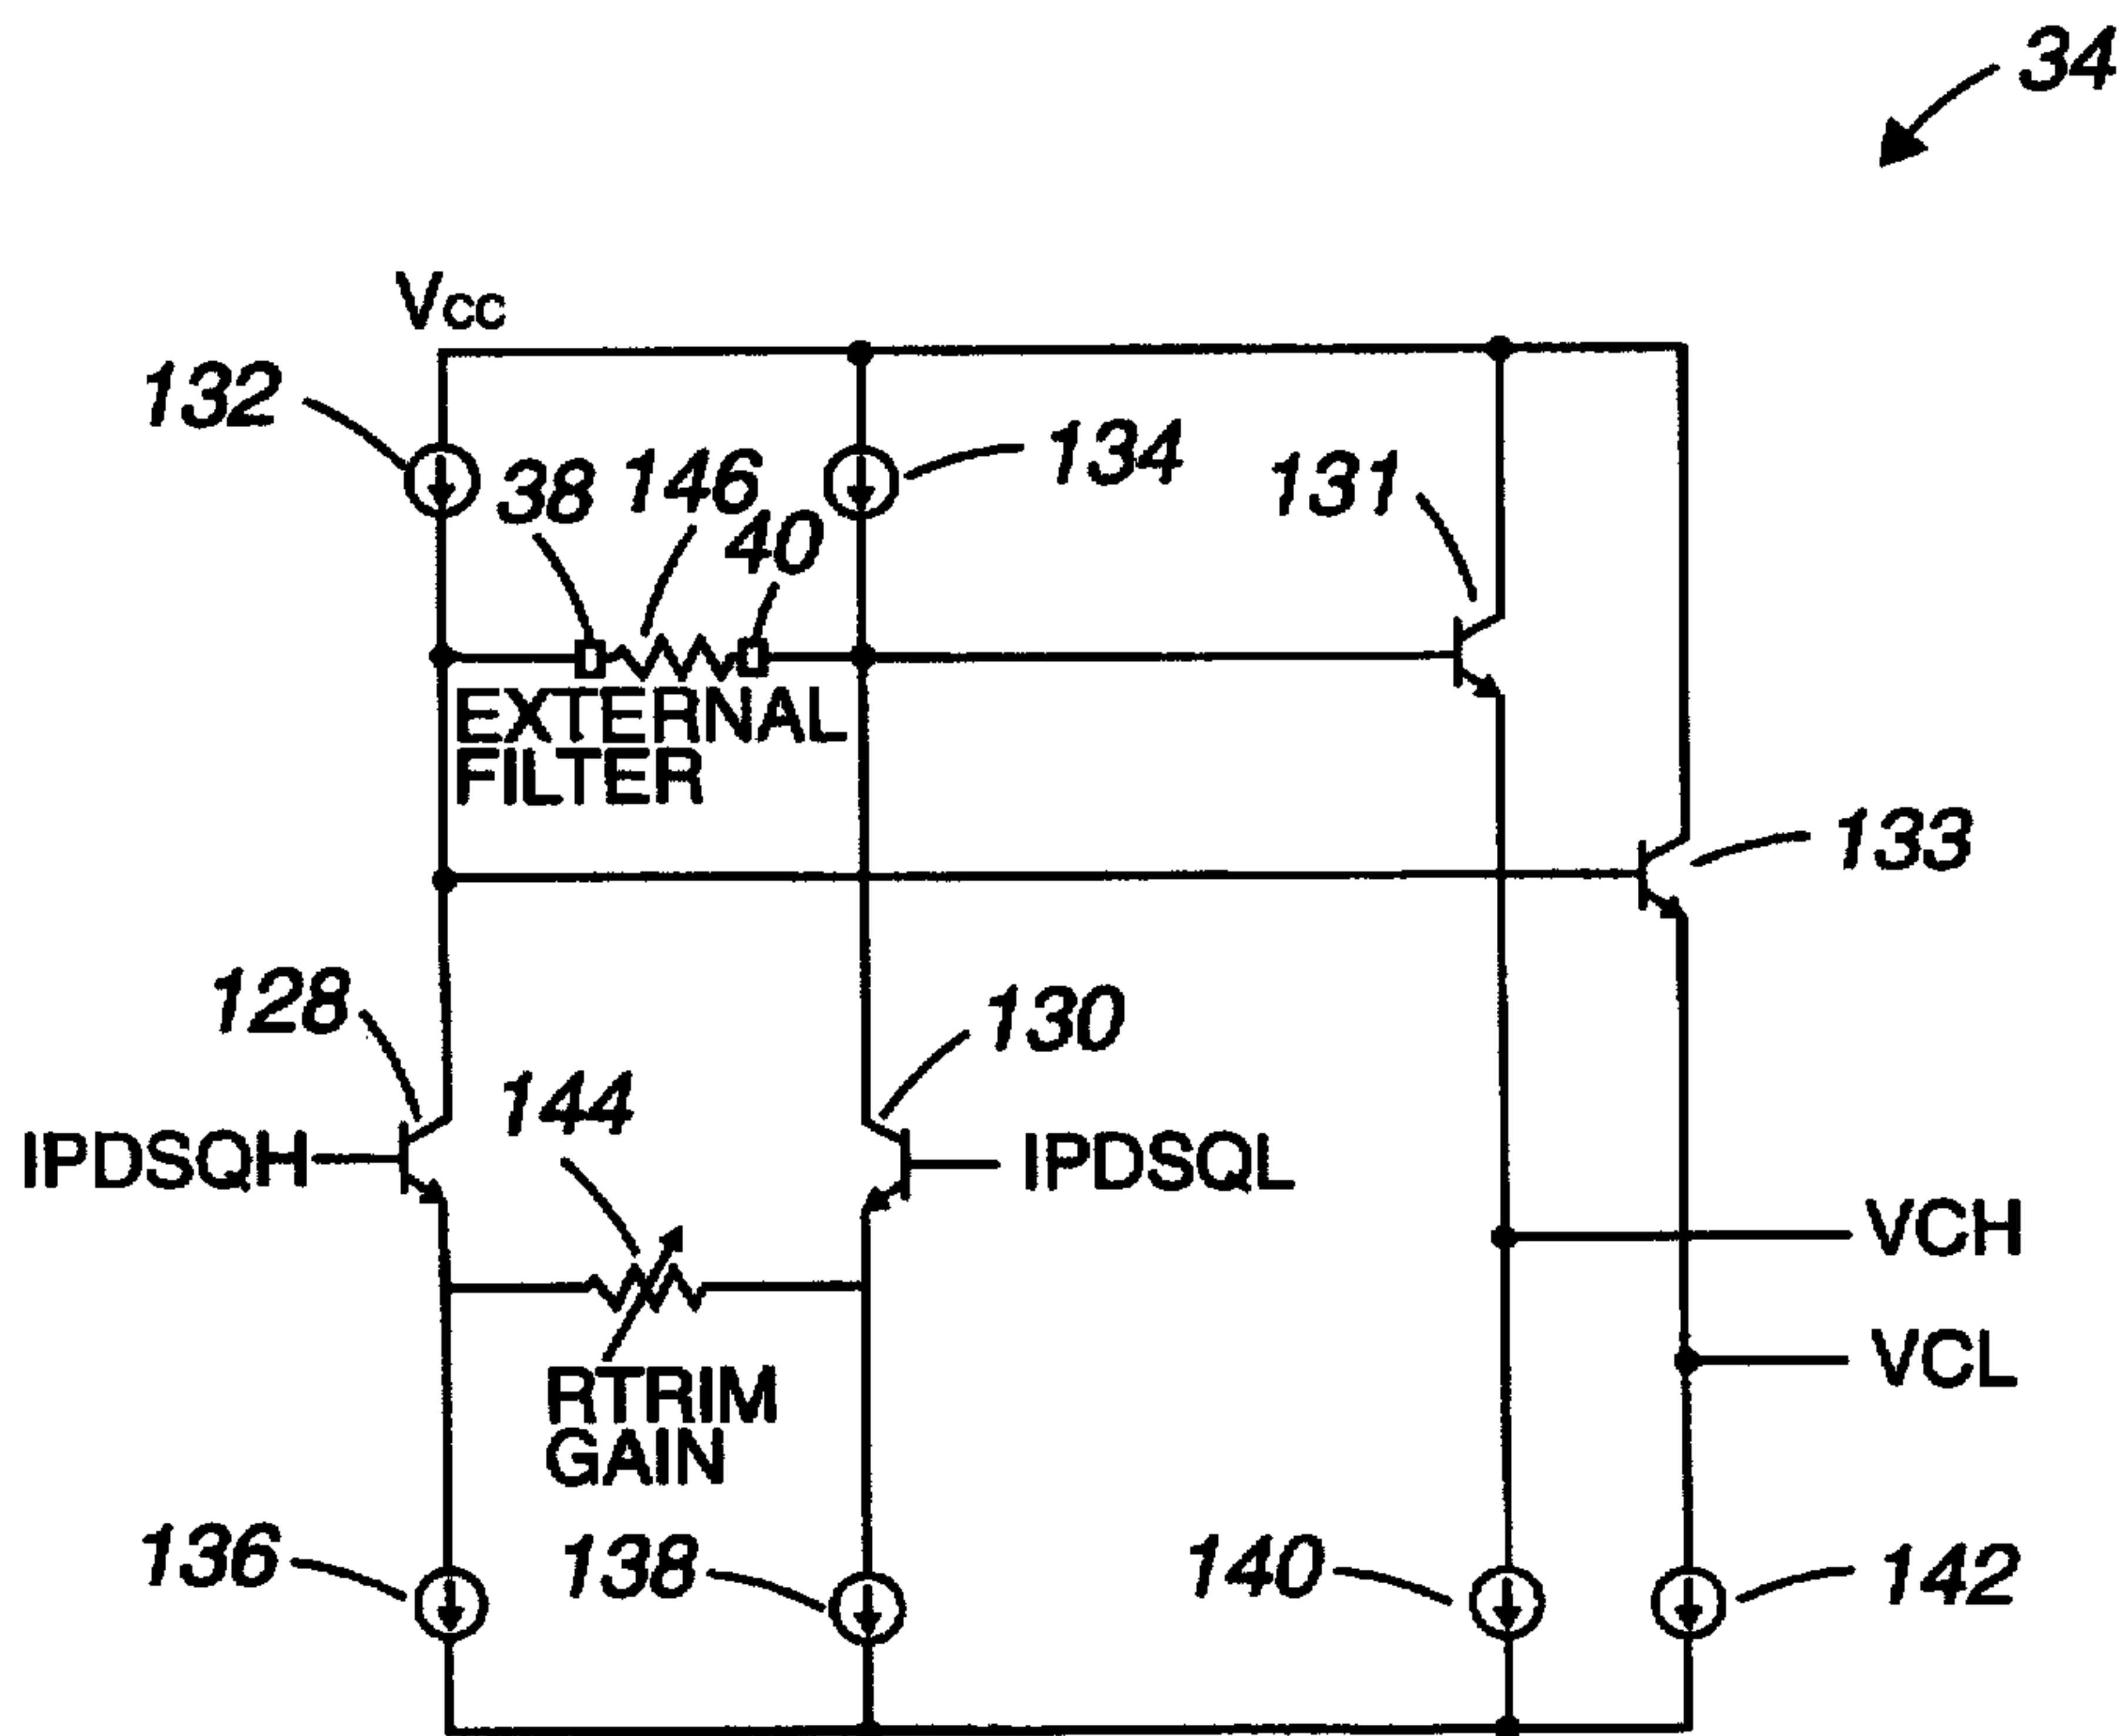 34
Vcc
132
38
146
40
134
131
EXTERNAL
FILTER
133
128
144
130
IPDSQH
IPDSQL
VCH
VCL
RTRIM
GAIN
136
138
140
142